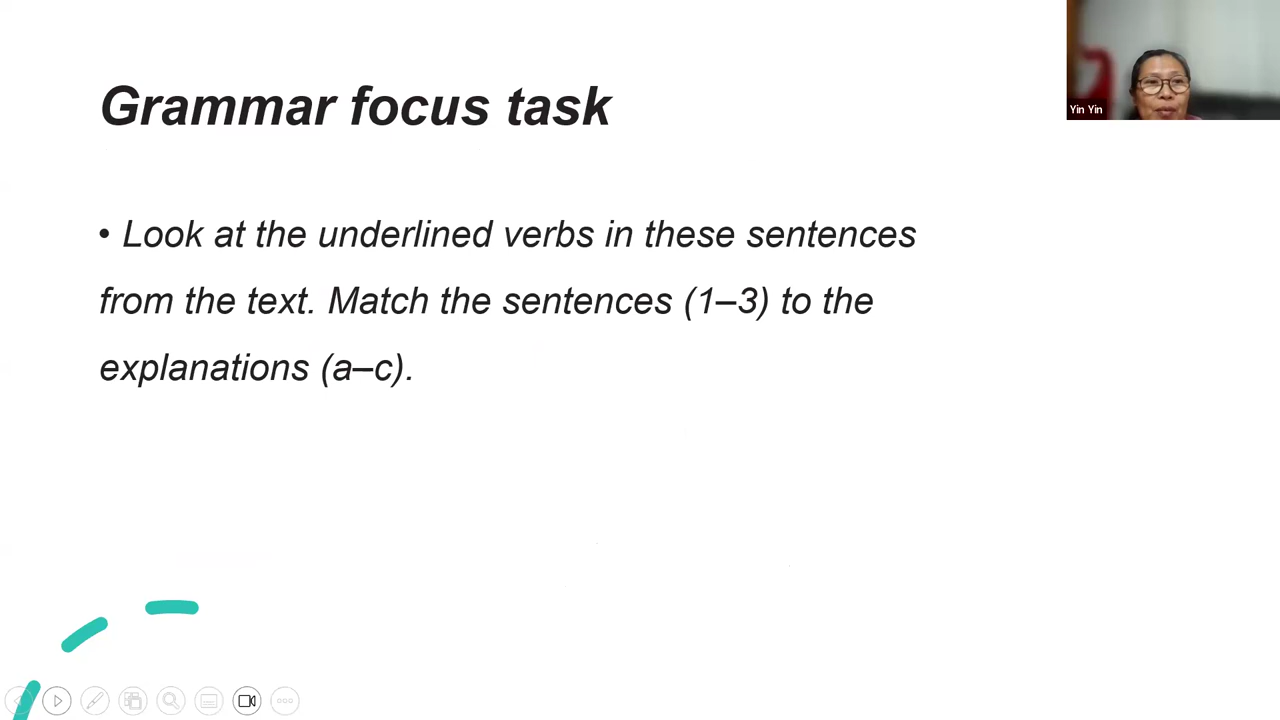 Grammar focus task
• Look at the underlined verbs in these sentences
from the text. Match the sentences (1–3) to the
explanations (a–c).
Yin Yin